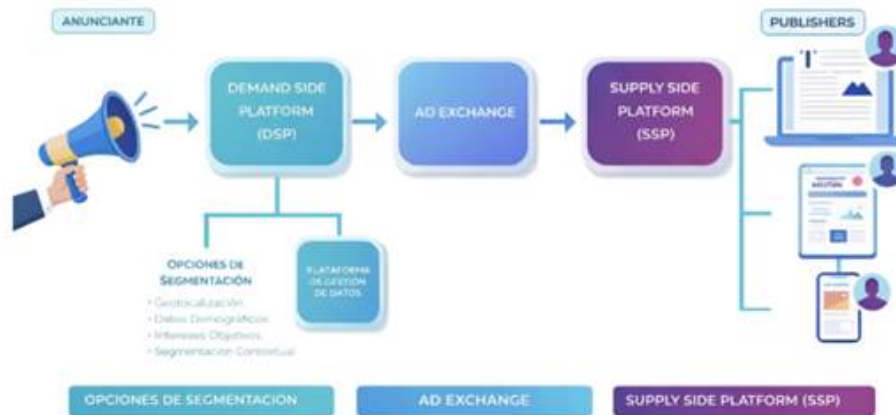 ANUNCIANTE
PUBLISHERS
DEMAND SIDE
PLATFORM
(DSP)
AD EXCHANGE
SUPPLY SIDE
PLATFORM
(SSP)
OPCIONES DE
SEGMENTACIÓN
• Geolocalización
• Datos Demográficos
• Intereses Objetivos
• Segmentación Contextual
PLATAFORMA
DE GESTIÓN
DE DATOS
OPCIONES DE SEGMENTACIÓN
AD EXCHANGE
SUPPLY SIDE PLATFORM (SSP)